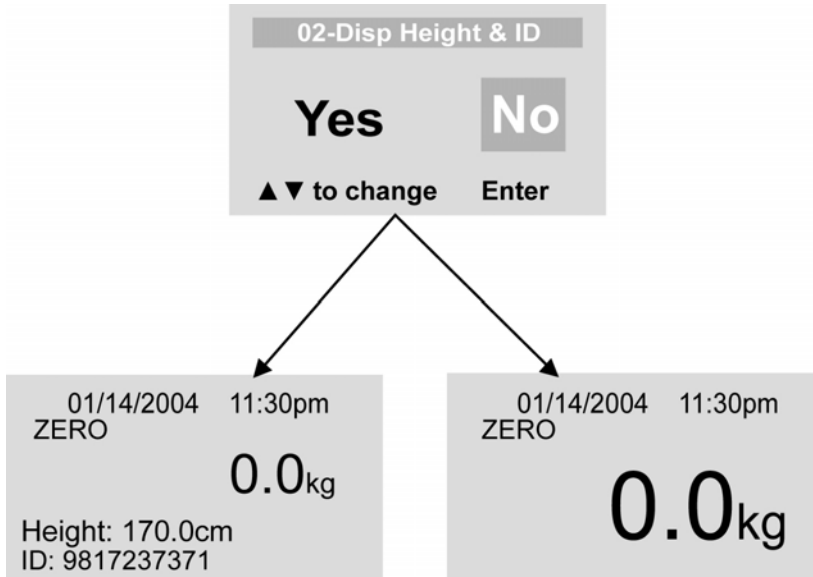 02-Disp Height & ID
Yes No
▲▼ to change Enter
01/14/2004 11:30pm
ZERO
0.0kg
Height: 170.0cm
ID: 9817237371
01/14/2004 11:30pm
ZERO
0.0kg